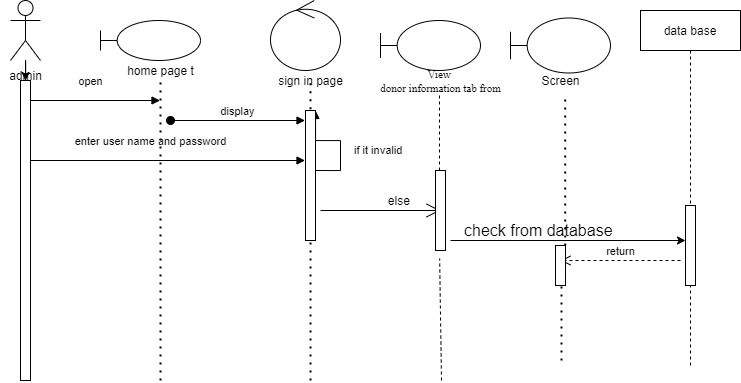 data base
home page t
admin
open
sign in page
View
donor information tab from
Screen
display
enter user name and password
if it invalid
else
check from database
return